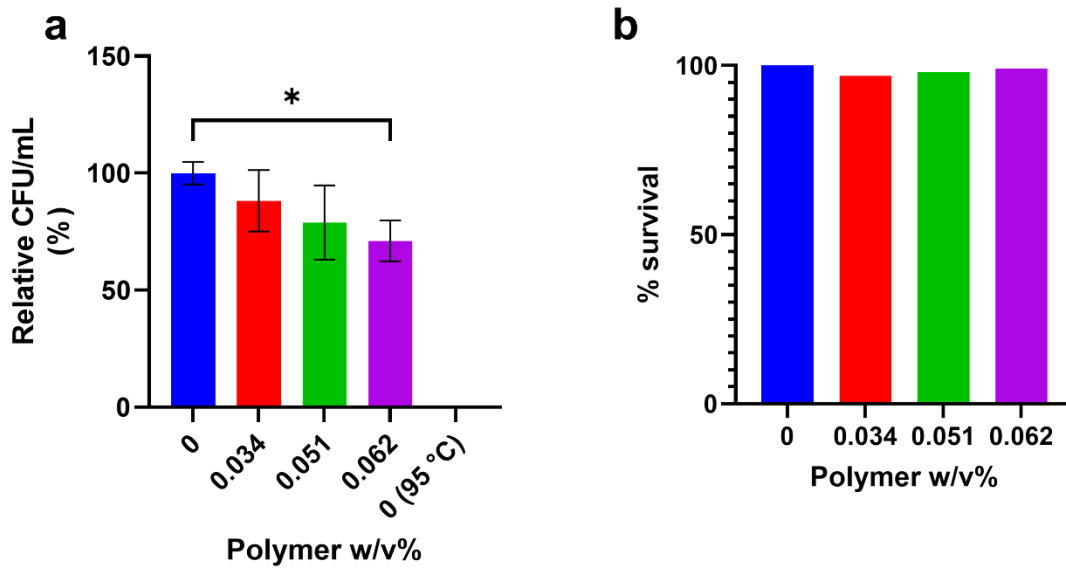 a
Relative CFU/mL
(%)
150
100
50
0
*
0
0.034
0.051
0.062
0 (95 °C)
Polymer w/v%
b
% survival
100
50
0
0
0.034
0.051
0.062
Polymer w/v%